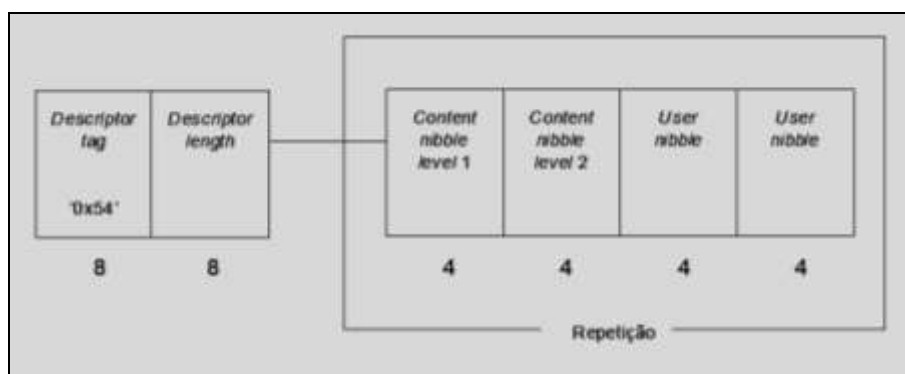 Descriptor
tag
'0x54'
Descriptor
length
Content
nibble
level 1
Content
nibble
level 2
User
nibble
User
nibble
8
8
4
4
4
4
Repetição